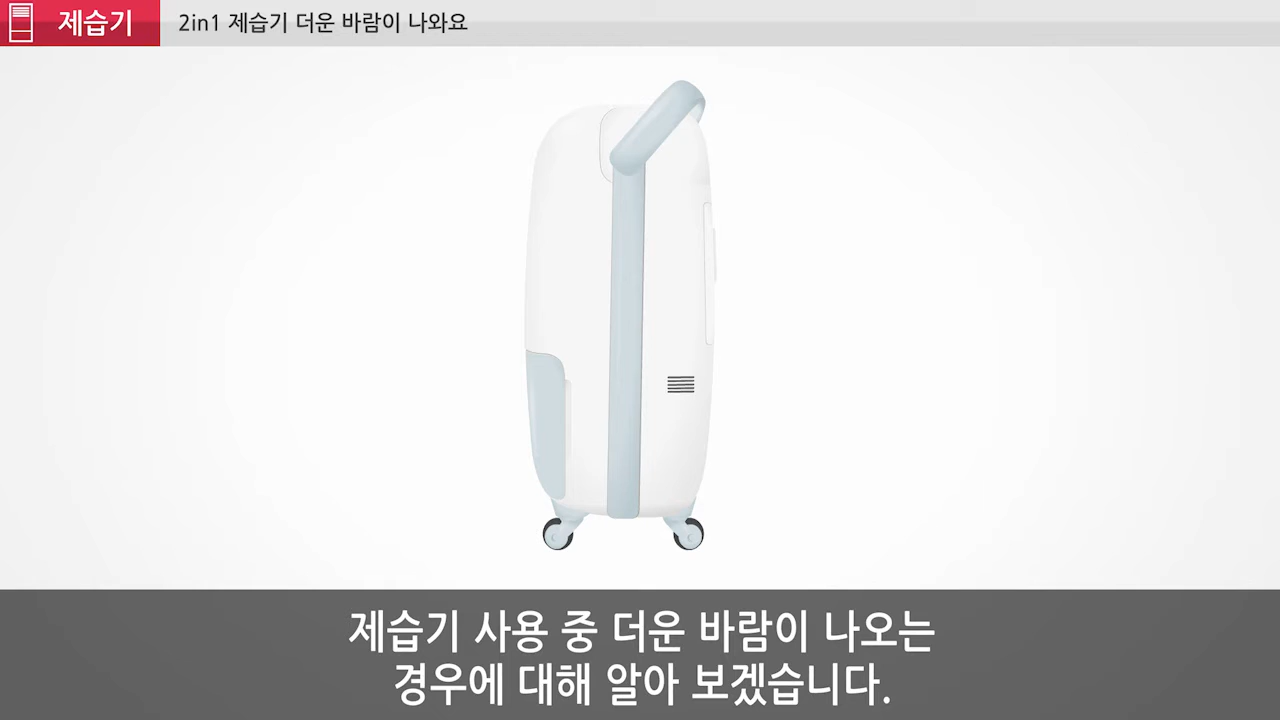 제습기
2in1 제습기 더운 바람이 나와요
제습기 사용 중 더운 바람이 나오는
경우에 대해 알아 보겠습니다.